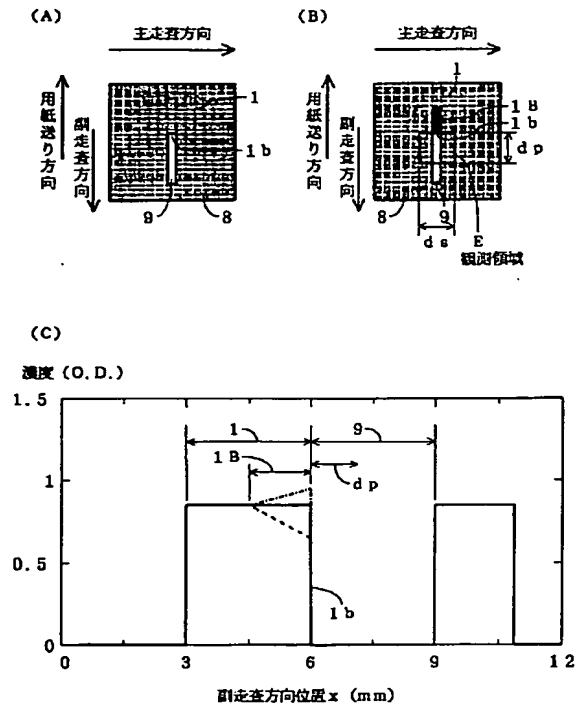 (A)
主走査方向
用紙送り方向
副走査方向
1
1b
9
8
(B)
主走査方向
用紙送り方向
副走査方向
1
1B
1b
dp
8
9
ds
E
観測領域
(C)
濃度(O.D.)
1.5
1
0.5
0
1
9
1B
dp
1b
0
3
6
9
12
副走査方向位置x(mm)